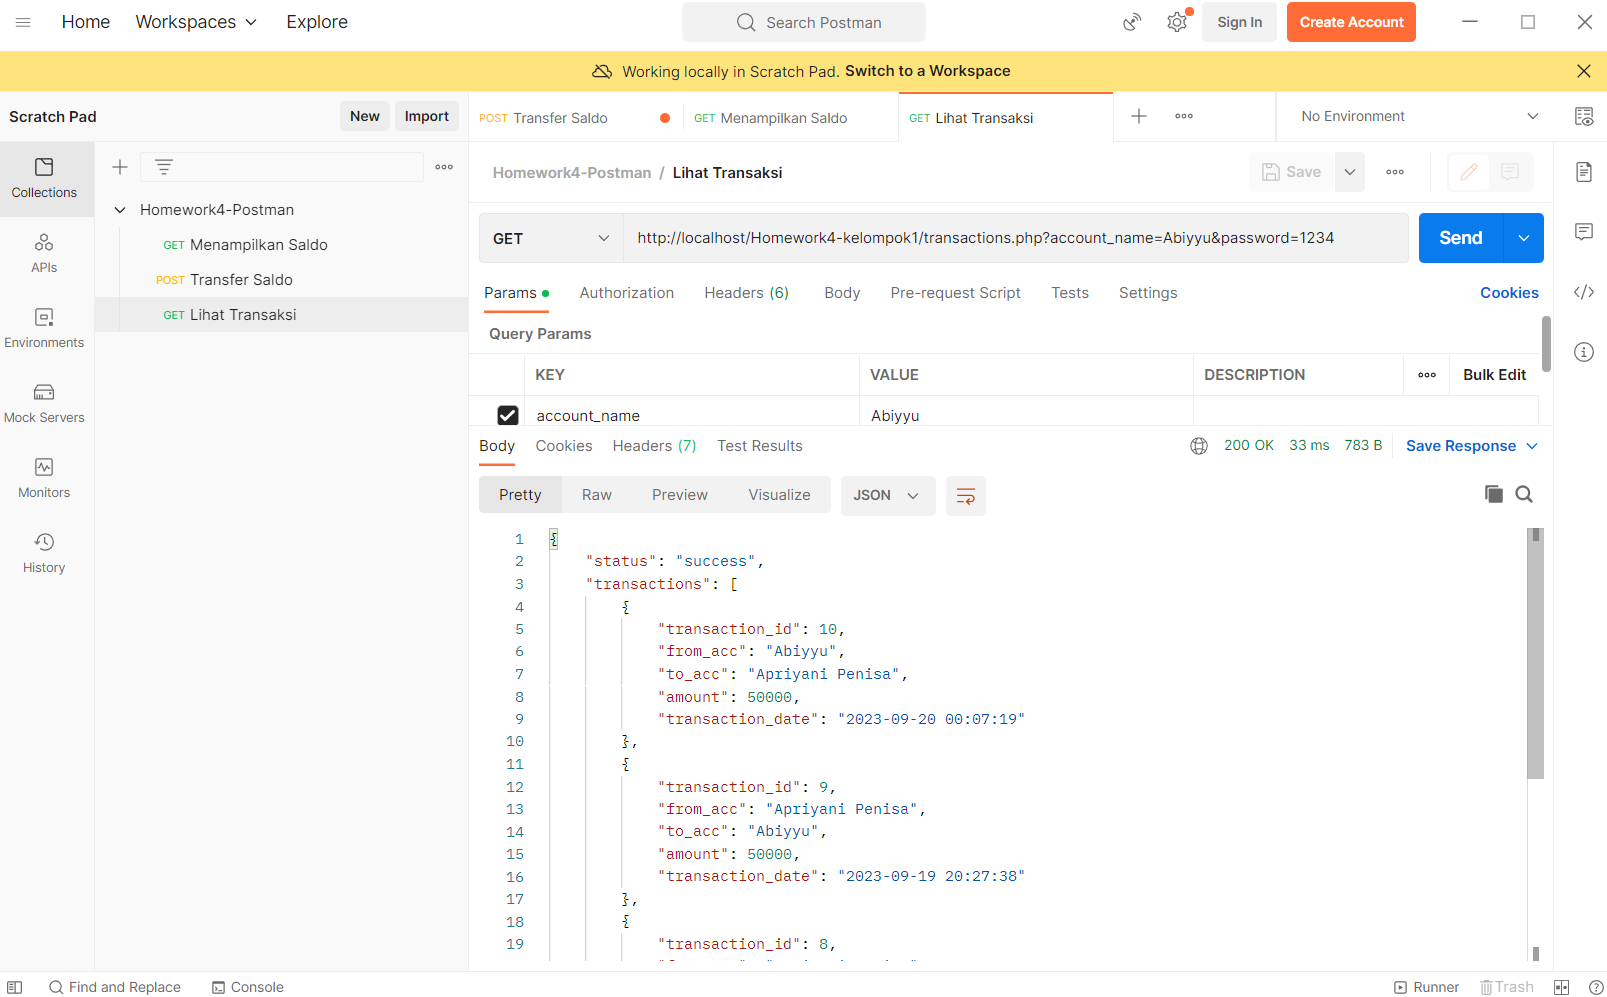 Home Workspaces Explore Search Postman Sign In Create Account
Working locally in Scratch Pad. Switch to a Workspace
Scratch Pad New Import
POST Transfer Saldo GET Menampilkan Saldo GET Lihat Transaksi No Environment
Collections
APIs
Environments
Mock Servers
Monitors
History
Homework4-Postman
GET Menampilkan Saldo
POST Transfer Saldo
GET Lihat Transaksi
Homework4-Postman / Lihat Transaksi Save
GET http://localhost/Homework4-kelompok1/transactions.php?account_name=Abiyyu&password=1234 Send
Params Authorization Headers (6) Body Pre-request Script Tests Settings Cookies
Query Params
KEY VALUE DESCRIPTION Bulk Edit
account_name Abiyyu
Body Cookies Headers (7) Test Results 200 OK 33 ms 783 B Save Response
Pretty Raw Preview Visualize JSON
1 {
2 "status": "success",
3 "transactions": [
4 {
5 "transaction_id": 10,
6 "from_acc": "Abiyyu",
7 "to_acc": "Apriyani Penisa",
8 "amount": 50000,
9 "transaction_date": "2023-09-20 00:07:19"
10 },
11 {
12 "transaction_id": 9,
13 "from_acc": "Apriyani Penisa",
14 "to_acc": "Abiyyu",
15 "amount": 50000,
16 "transaction_date": "2023-09-19 20:27:38"
17 },
18 {
19 "transaction_id": 8,
Find and Replace Console Runner Trash